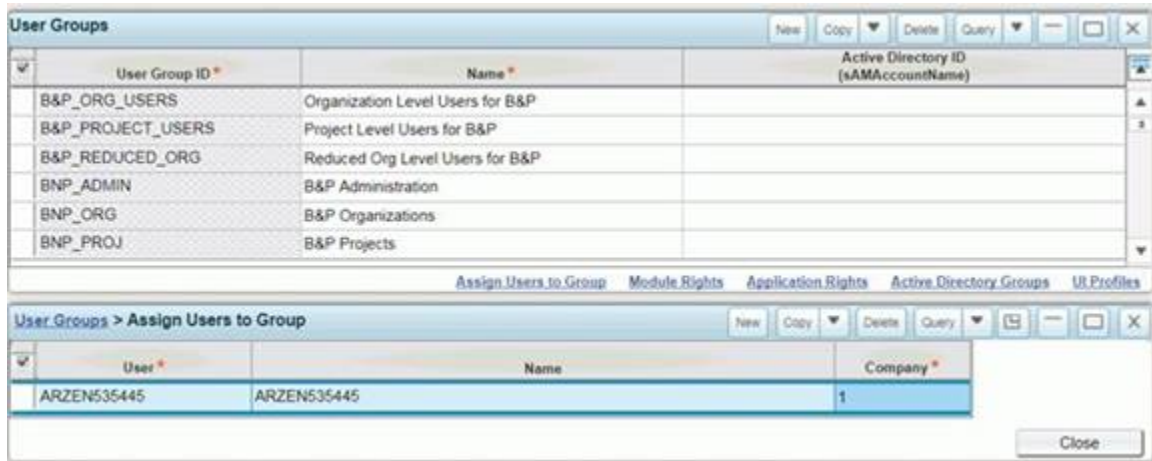 User Groups
New Copy Delete Query
User Group ID * Name * Active Directory ID
(sAMAccountName)
B&P_ORG_USERS Organization Level Users for B&P
B&P_PROJECT_USERS Project Level Users for B&P
B&P_REDUCED_ORG Reduced Org Level Users for B&P
BNP_ADMIN B&P Administration
BNP_ORG B&P Organizations
BNP_PROJ B&P Projects
Assign Users to Group Module Rights Application Rights Active Directory Groups UI Profiles
User Groups > Assign Users to Group
New Copy Delete Query
User * Name Company *
ARZEN535445 ARZEN535445 1
Close